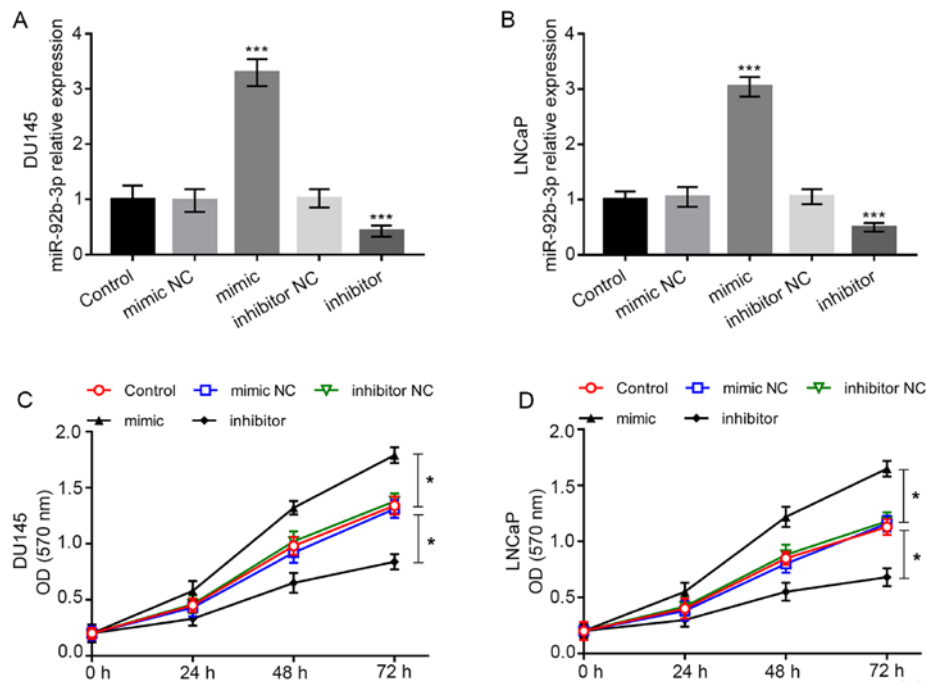 A
DU145
miR-92b-3p relative expression
4
3
2
1
0
***
***
Control
mimic NC
mimic
inhibitor NC
inhibitor
B
LNCaP
miR-92b-3p relative expression
4
3
2
1
0
***
***
Control
mimic NC
mimic
inhibitor NC
inhibitor
C
Control mimic NC inhibitor NC
mimic inhibitor
DU145
OD (570 nm)
2.0
1.5
1.0
0.5
0.0
*
*
0 h 24 h 48 h 72 h
D
Control mimic NC inhibitor NC
mimic inhibitor
LNCaP
OD (570 nm)
2.0
1.5
1.0
0.5
0.0
*
*
0 h 24 h 48 h 72 h